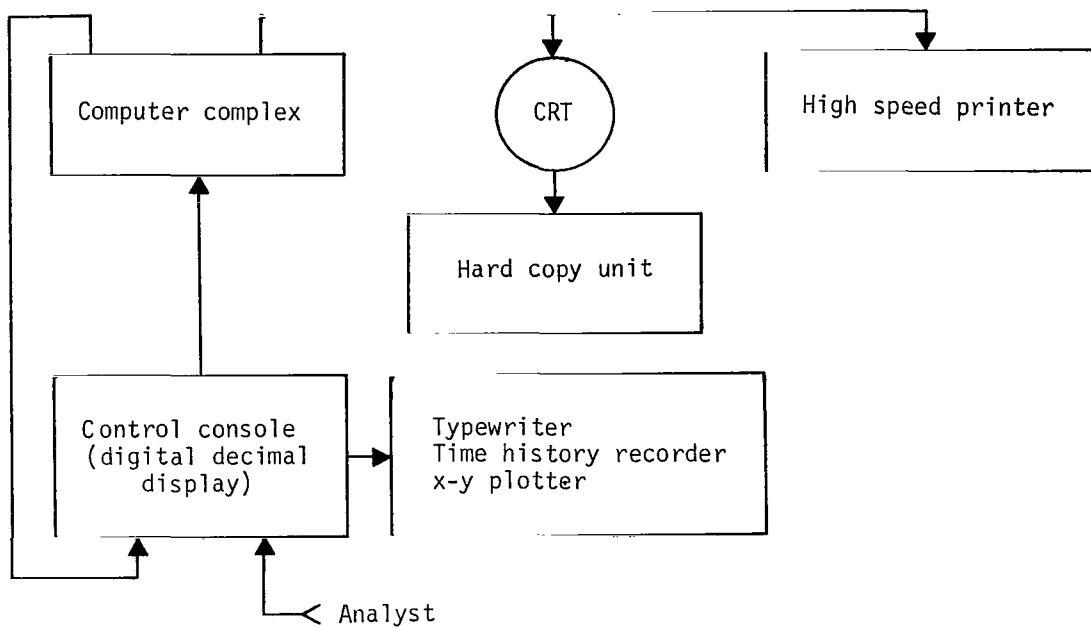 Computer complex
CRT
High speed printer
Hard copy unit
Control console
(digital decimal
display)
Typewriter
Time history recorder
x-y plotter
Analyst